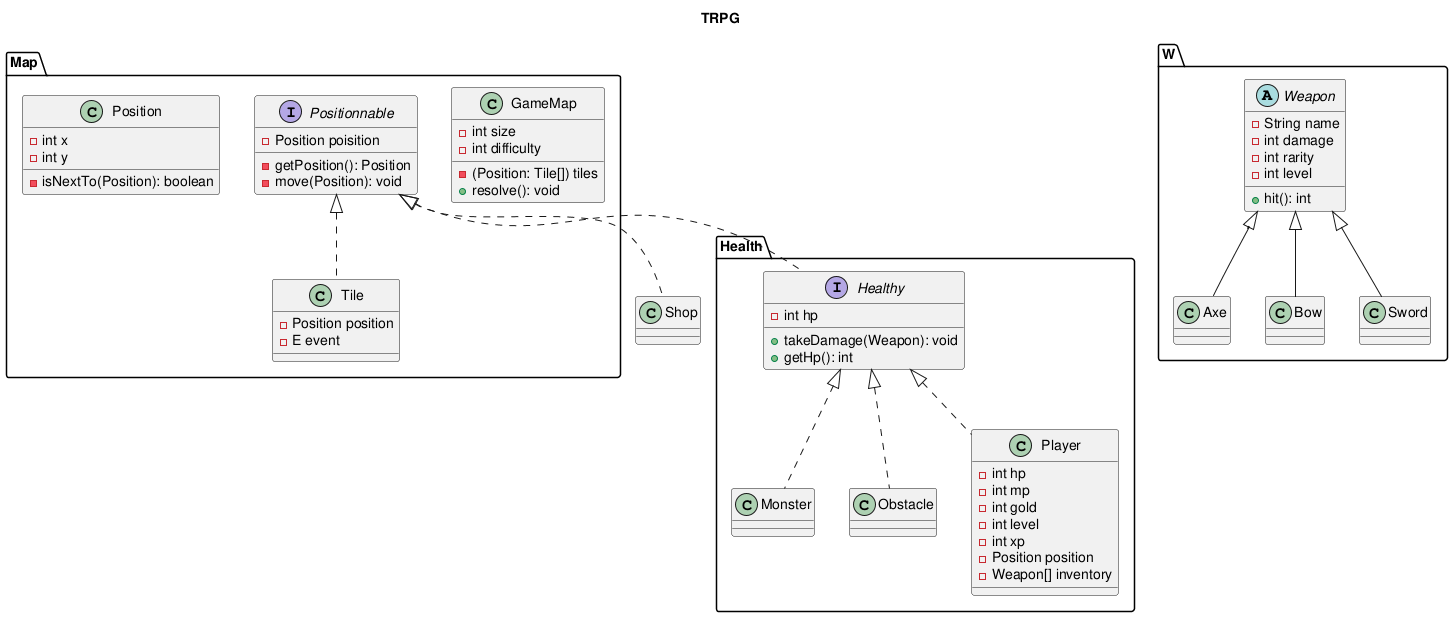 TRPG
Map
C Position
int x
int y
isNextTo(Position): boolean
I Positionnable
Position poisition
getPosition(): Position
move(Position): void
C GameMap
int size
int difficulty
(Position: Tile[]) tiles
resolve(): void
C Tile
Position position
E event
C Shop
Health
I Healthy
int hp
takeDamage(Weapon): void
getHp(): int
C Monster
C Obstacle
C Player
int hp
int mp
int gold
int level
int xp
Position position
Weapon[] inventory
W
A Weapon
String name
int damage
int rarity
int level
hit(): int
C Axe
C Bow
C Sword